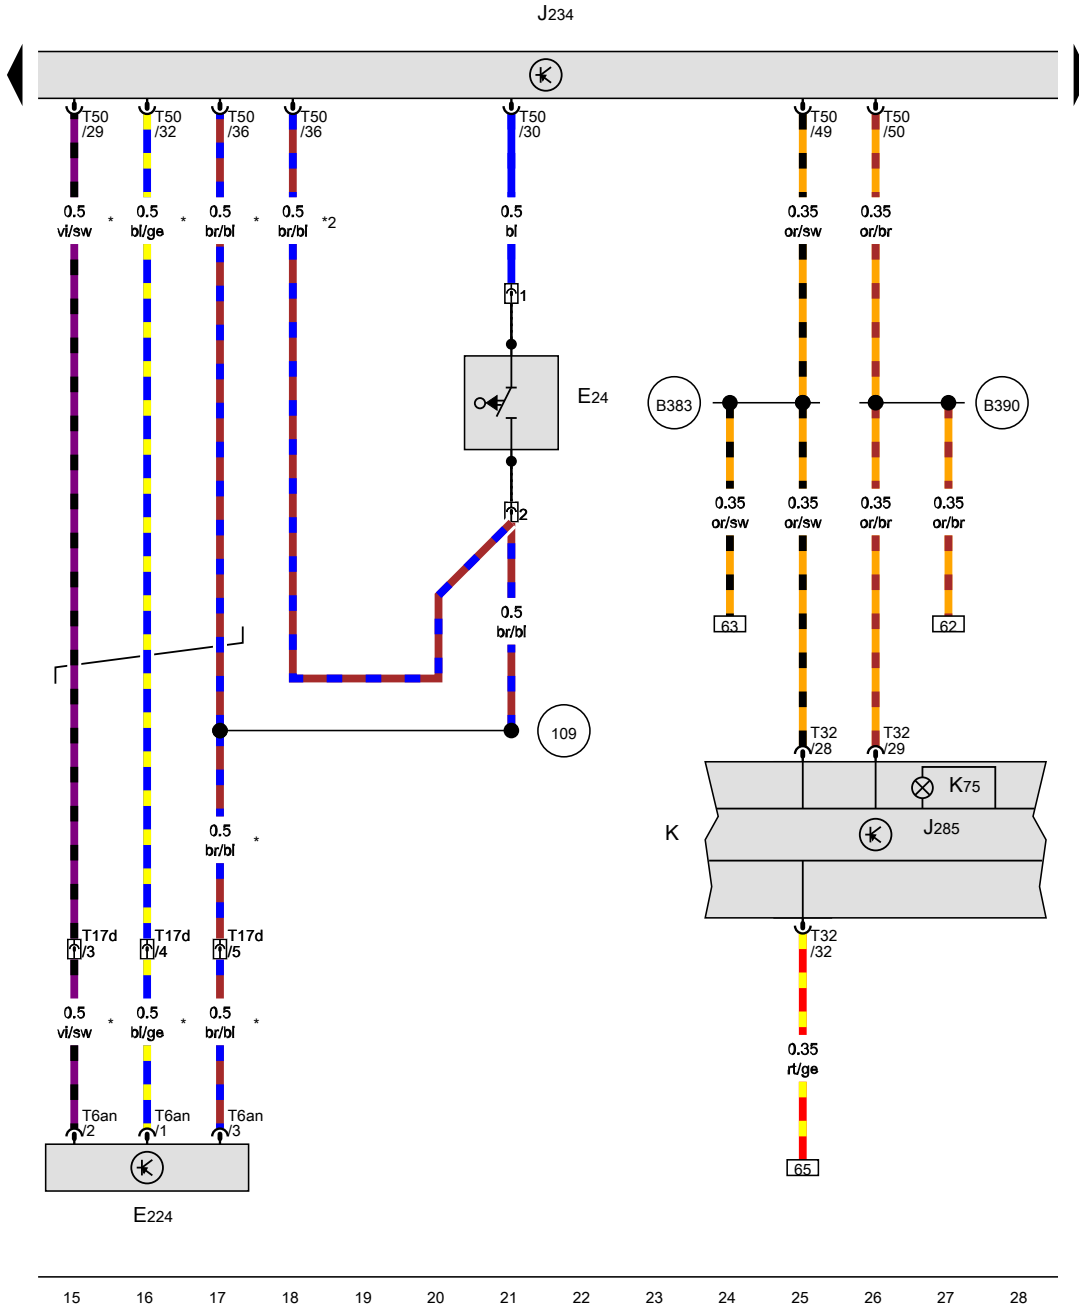 J234
T50 T50 T50 T50 T50 T50 T50
/29 /32 /36 /36 /30 /49 /50
0.5 0.5 0.5 0.5 0.5 0.35 0.35
vi/sw * bl/ge * br/bl * br/bl *2 bl or/sw or/br
1
E24
B383 B390
2
0.35 0.35 0.35 0.35
or/sw or/sw or/br or/br
0.5
br/bl
63 62
109
T32 T32
/28 /29
K75
K J285
0.5
br/bl *
T17d T17d T17d
/3 /4 /5
T32
/32
0.5 0.5 0.5
vi/sw * bl/ge * br/bl *
0.35
rt/ge
T6an T6an T6an
/2 /1 /3
65
E224
15 16 17 18 19 20 21 22 23 24 25 26 27 28